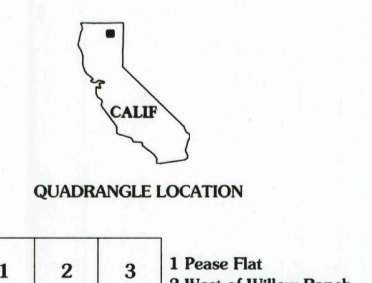 CALIF
QUADRANGLE LOCATION
1 2 3
1 Pease Flat
2 West of Willow Ranch